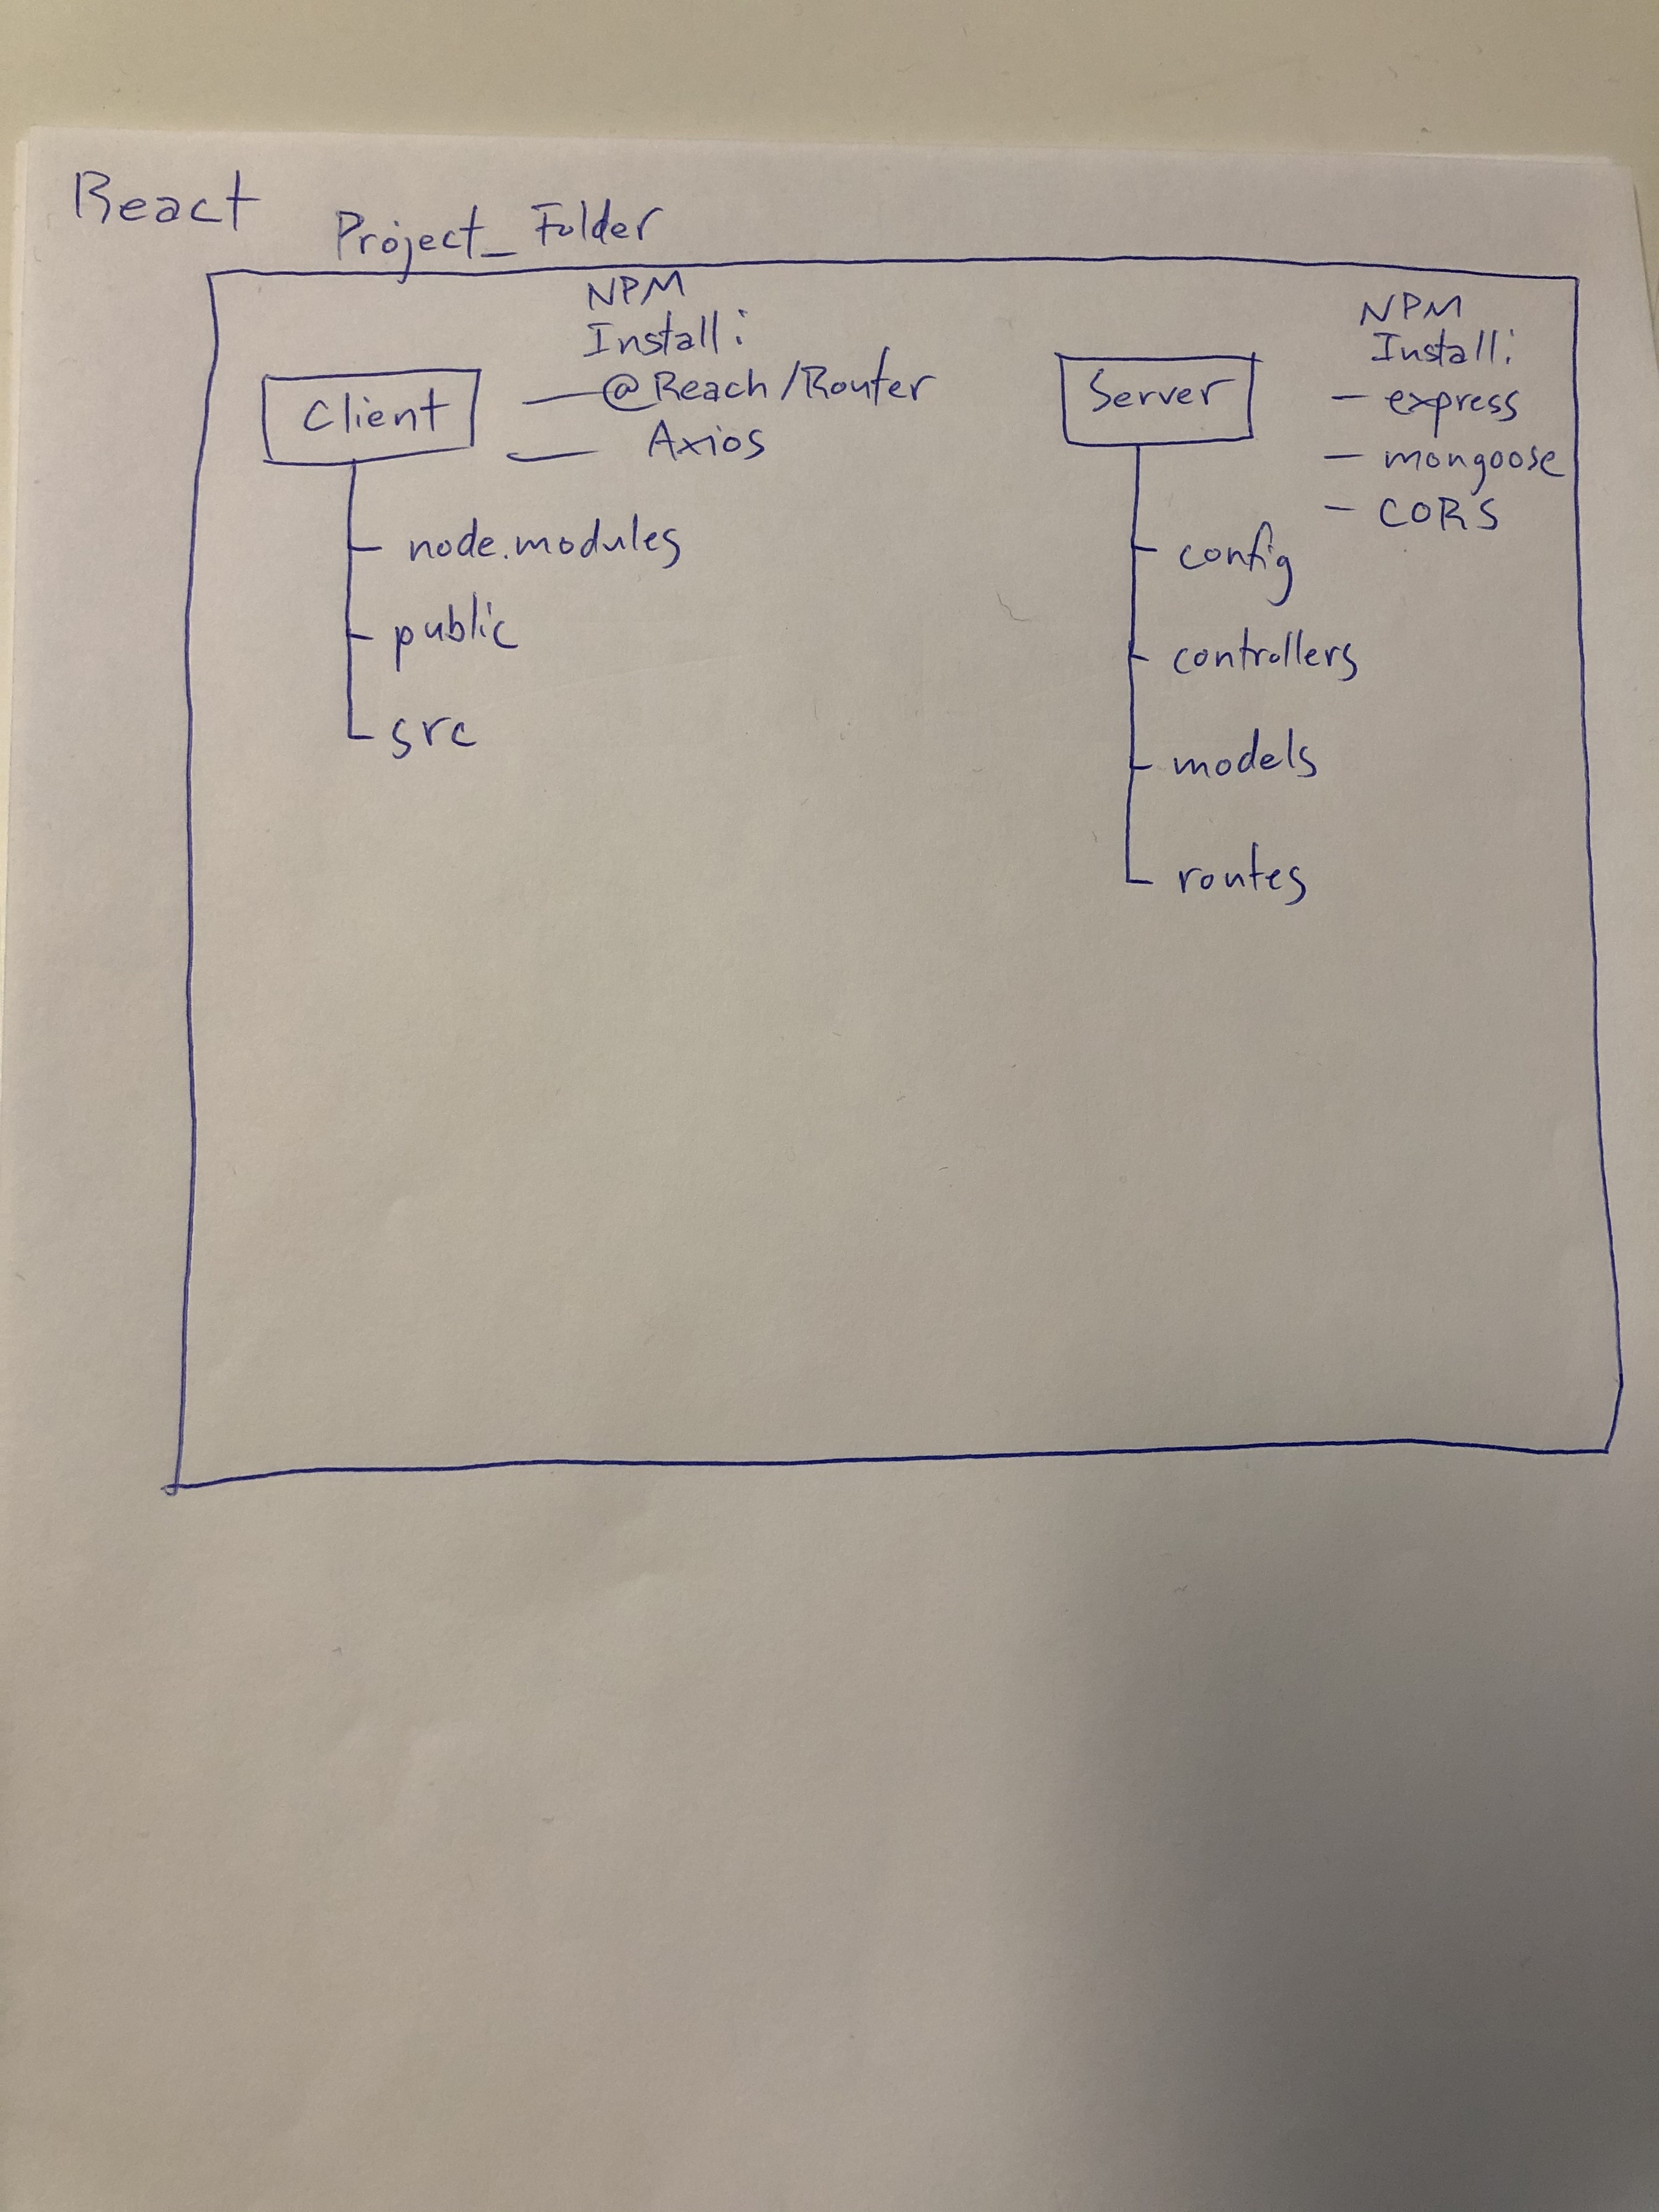 React
Project_Folder
NPM
Install:
Client
@Reach/Router
Axios
node.modules
public
src
NPM
Install:
Server
- express
- mongoose
- CORS
config
controllers
models
routes